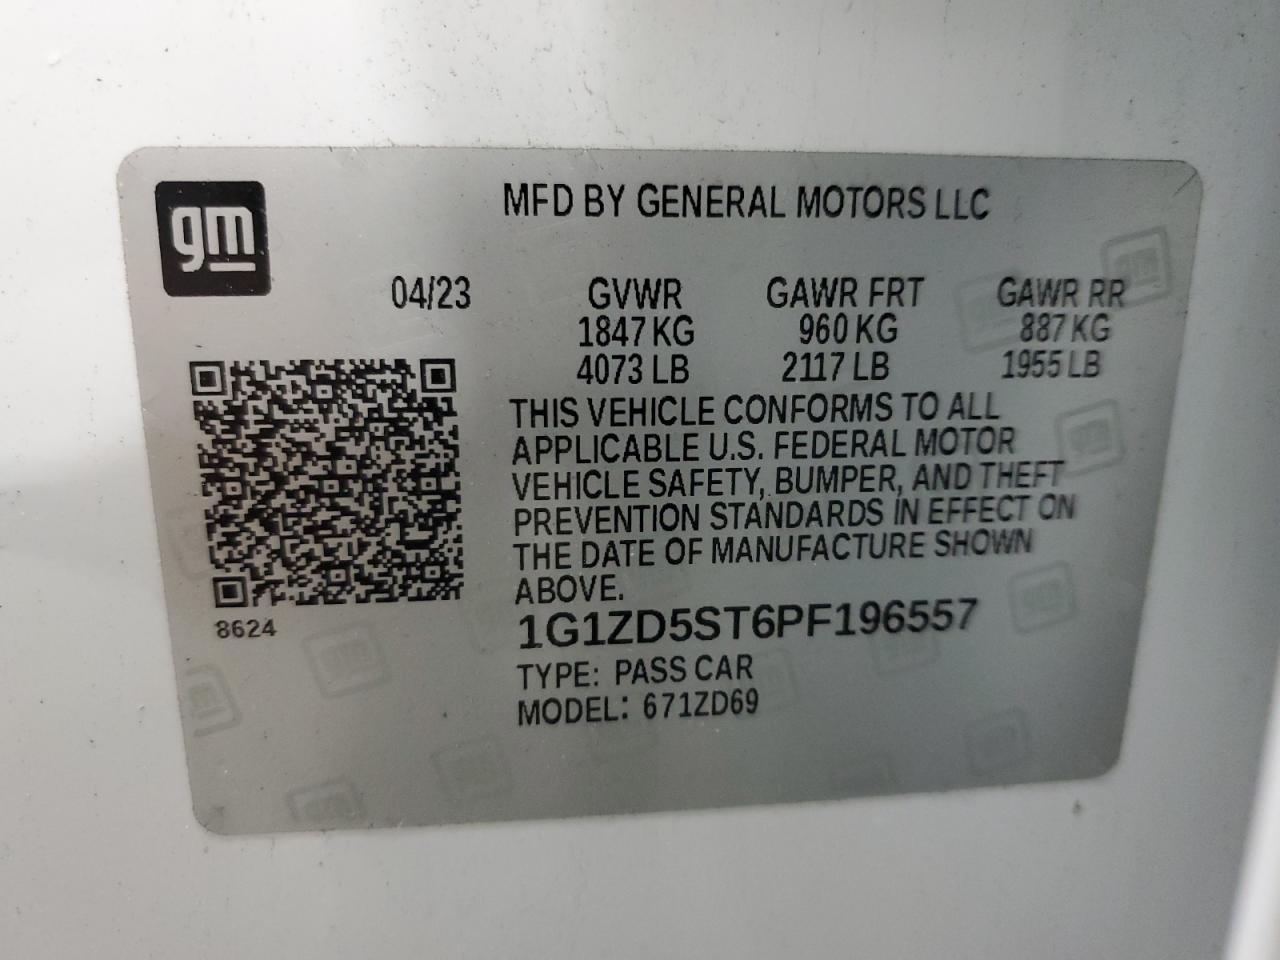 gm
MFD BY GENERAL MOTORS LLC
04/23 GVWR GAWR FRT GAWR RR
1847 KG 960 KG 887 KG
4073 LB 2117 LB 1955 LB
THIS VEHICLE CONFORMS TO ALL
APPLICABLE U.S. FEDERAL MOTOR
VEHICLE SAFETY, BUMPER, AND THEFT
PREVENTION STANDARDS IN EFFECT ON
THE DATE OF MANUFACTURE SHOWN
ABOVE.
8624
1G1ZD5ST6PF196557
TYPE: PASS CAR
MODEL: 671ZD69